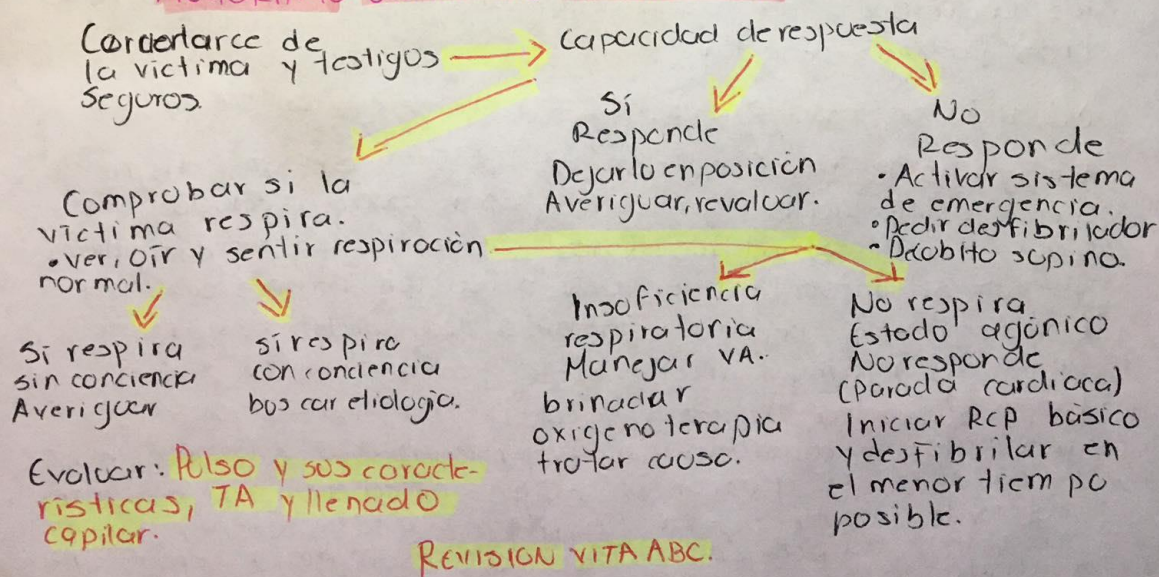 Corcerlarce de
la victima y testigos
seguros.
Capacidad de respuesta
Sí
Responde
Dejarlo en posición
Averiguar, revaluar.
No
Responde
• Activar sistema
de emergencia.
• Pedir desfibrilador
• Decúbito supino.
Comprobar si la
víctima respira.
• ver, oir y sentir respiración
normal.
Sí respira
sin conciencia
Averiguar
sí respira
con conciencia
buscar etiología.
Insuficiencia
respiratoria
Manejar VA.
brindar
oxigenoterapia
tratar causa.
No respira
Estado agónico
No responde
(parada cardiaca)
Iniciar RCP básico
y desfibrilar en
el menor tiempo
posible.
Evaluar: Pulso y sus caracte-
rísticas, TA y llenado
capilar.
REVISION VITA ABC.